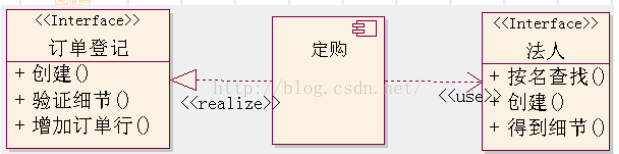 <<Interface>>
订单登记
+ 创建()
+ 验证细节()
+ 增加订单行()
<<realize>>
定购
http://blog.csdn.net/
<<use>>
<<Interface>>
法人
+ 按名查找()
+ 创建()
+ 得到细节()